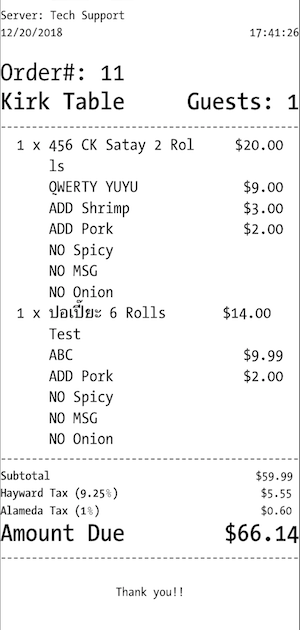 Server: Tech Support
12/20/2018 17:41:26
Order#: 11
Kirk Table Guests: 1
1 x 456 CK Satay 2 Rol $20.00
ls
QWERTY YUYU $9.00
ADD Shrimp $3.00
ADD Pork $2.00
NO Spicy
NO MSG
NO Onion
1 x ปอเปี๊ยะ 6 Rolls $14.00
Test
ABC $9.99
ADD Pork $2.00
NO Spicy
NO MSG
NO Onion
Subtotal $59.99
Hayward Tax (9.25%) $5.55
Alameda Tax (1%) $0.60
Amount Due $66.14
Thank you!!